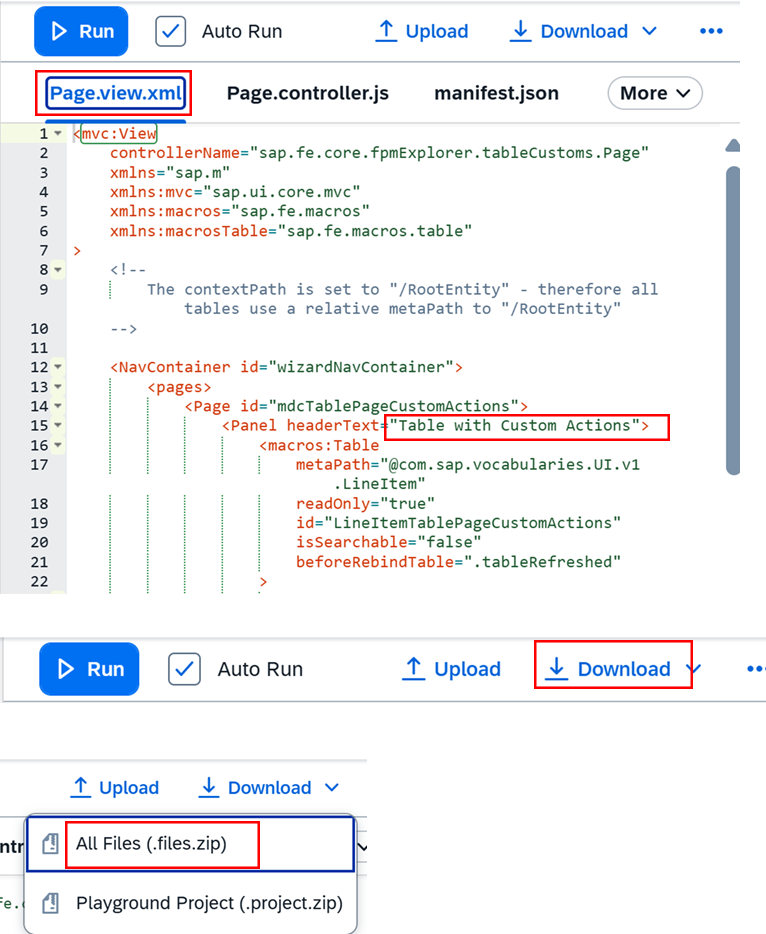 Run Auto Run Upload Download •••
Page.view.xml Page.controller.js manifest.json More
1 <mvc:View
2 controllerName="sap.fe.core.fpmExplorer.tableCustoms.Page"
3 xmlns="sap.m"
4 xmlns:mvc="sap.ui.core.mvc"
5 xmlns:macros="sap.fe.macros"
6 xmlns:macrosTable="sap.fe.macros.table"
7 >
8 <!--
9 The contextPath is set to "/RootEntity" - therefore all
tables use a relative metaPath to "/RootEntity"
10 -->
11
12 <NavContainer id="wizardNavContainer">
13 <pages>
14 <Page id="mdcTablePageCustomActions">
15 <Panel headerText="Table with Custom Actions">
16 <macros:Table
17 metaPath="@com.sap.vocabularies.UI.v1
.LineItem"
18 readOnly="true"
19 id="LineItemTablePageCustomActions"
20 isSearchable="false"
21 beforeRebindTable=".tableRefreshed"
22 >
Run Auto Run Upload Download •••
Upload Download
ntr All Files (.files.zip)
fe.c Playground Project (.project.zip)